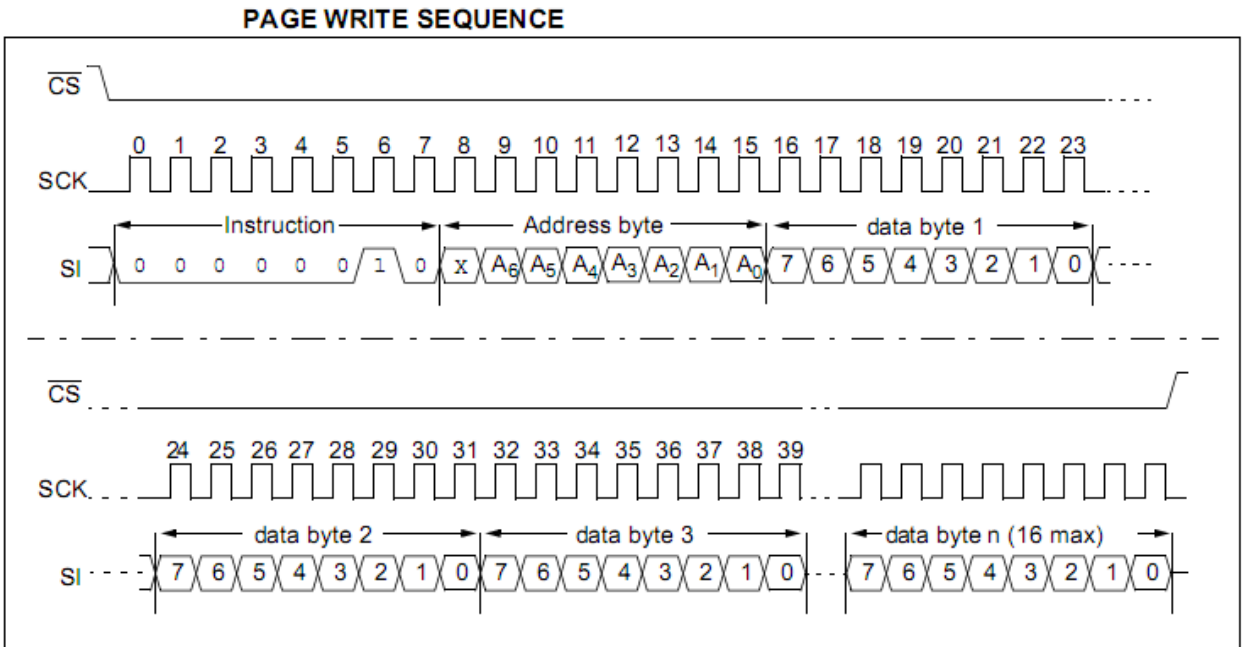 PAGE WRITE SEQUENCE
CS
0 1 2 3 4 5 6 7 8 9 10 11 12 13 14 15 16 17 18 19 20 21 22 23
SCK
Instruction Address byte data byte 1
SI 0 0 0 0 0 0 1 0 X A6 A5 A4 A3 A2 A1 A0 7 6 5 4 3 2 1 0
CS
24 25 26 27 28 29 30 31 32 33 34 35 36 37 38 39
SCK
data byte 2 data byte 3 data byte n (16 max)
SI 7 6 5 4 3 2 1 0 7 6 5 4 3 2 1 0 7 6 5 4 3 2 1 0